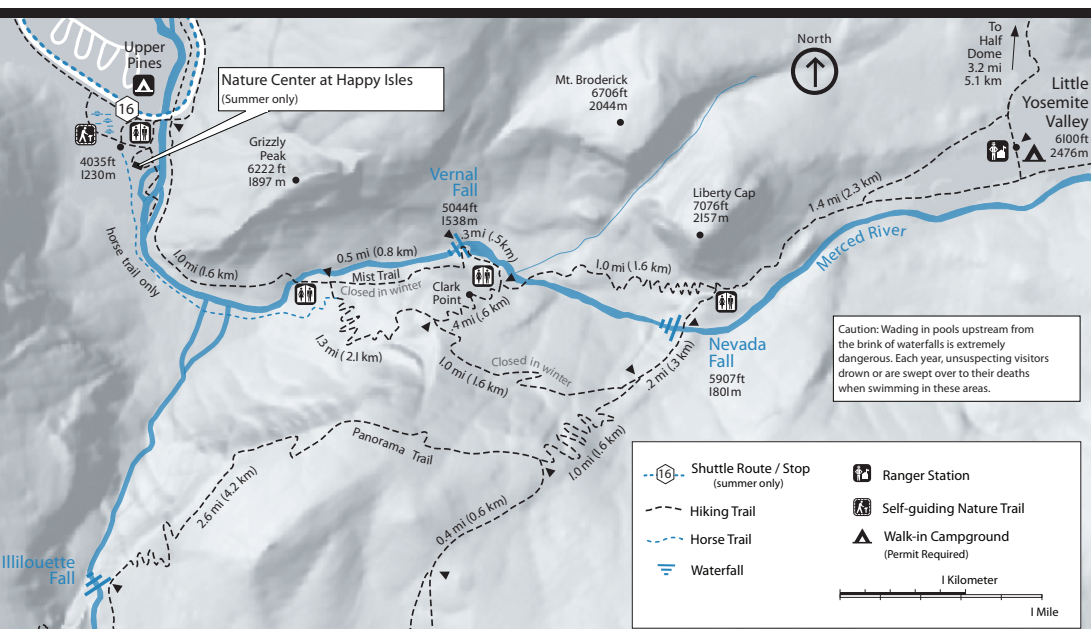 Upper
Pines
16
Nature Center at Happy Isles
(Summer only)
4035ft
1230m
Grizzly
Peak
6222 ft
1897 m
Mt. Broderick
6706ft
2044m
North
To
Half
Dome
3.2 mi
5.1 km
Little
Yosemite
Valley
6100ft
2476m
Vernal
Fall
5044ft
1538m
.3mi (.5km)
Liberty Cap
7076ft
2157m
1.4 mi (2.3 km)
Merced River
horse trail only
1.0 mi (1.6 km)
0.5 mi (0.8 km)
Mist Trail
Closed in winter
Clark
Point
.4 mi (.6 km)
1.0 mi (1.6 km)
1.3 mi (2.1 km)
1.0 mi (1.6 km)
Closed in winter
.2 mi (.3 km)
Nevada
Fall
5907ft
1801m
Caution: Wading in pools upstream from
the brink of waterfalls is extremely
dangerous. Each year, unsuspecting visitors
drown or are swept over to their deaths
when swimming in these areas.
Panorama Trail
1.0 mi (1.6 km)
2.6 mi (4.2 km)
0.4 mi (0.6 km)
Illilouette
Fall
16
Shuttle Route / Stop
(summer only)
Hiking Trail
Horse Trail
Waterfall
Ranger Station
Self-guiding Nature Trail
Walk-in Campground
(Permit Required)
1 Kilometer
1 Mile